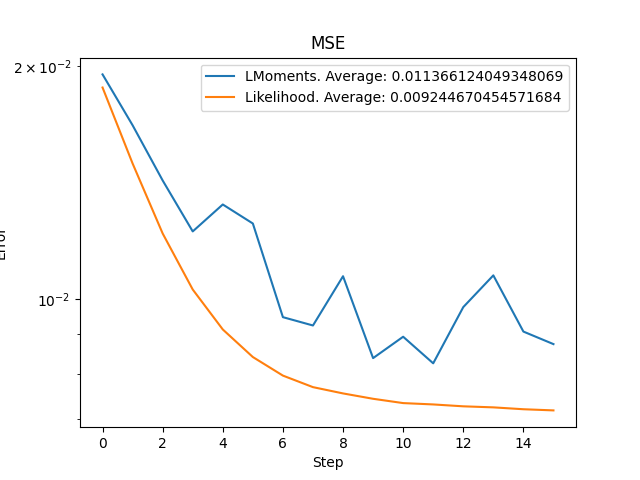 MSE
2 × 10⁻²
LMoments. Average: 0.011366124049348069
Likelihood. Average: 0.009244670454571684
10⁻²
0 2 4 6 8 10 12 14
Step